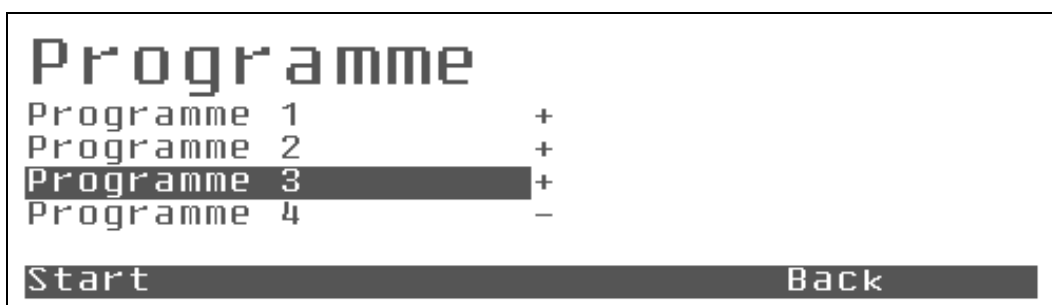 Programme
Programme 1 +
Programme 2 +
Programme 3 +
Programme 4 -
Start Back